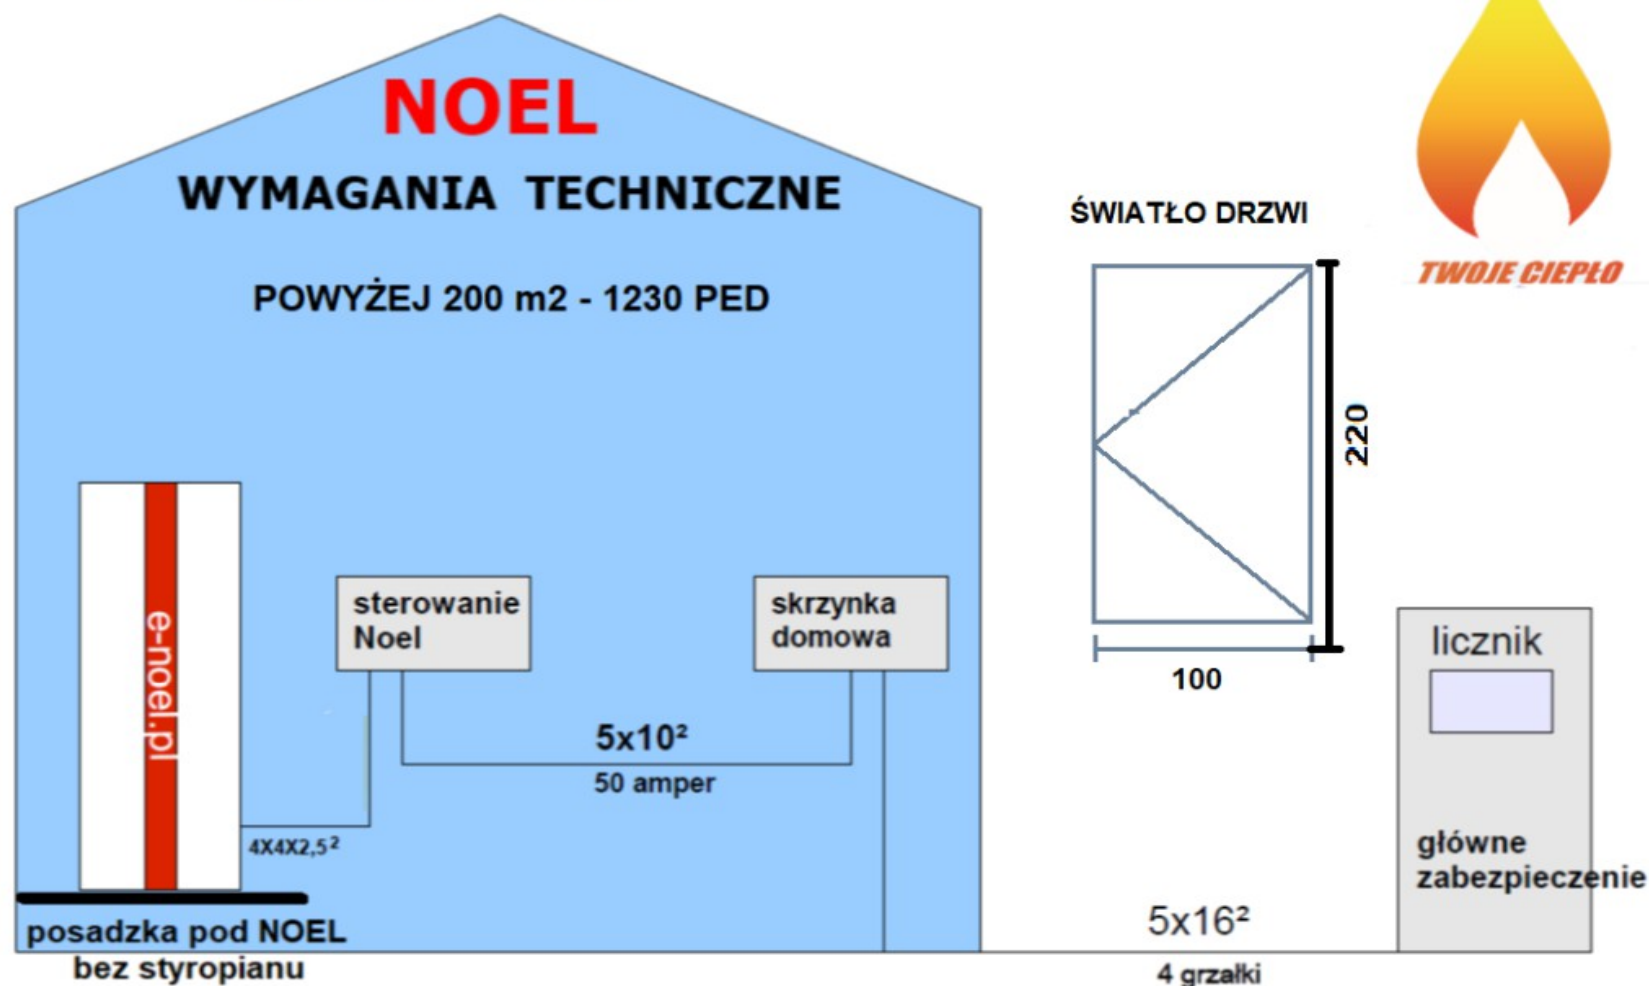 NOEL
WYMAGANIA TECHNICZNE
POWYŻEJ 200 m2 - 1230 PED
ŚWIATŁO DRZWI
TWOJE CIEPŁO
220
100
e-noel.pl
sterowanie
Noel
skrzynka
domowa
licznik
5x10²
50 amper
4X4X2,5²
główne
zabezpieczenie
posadzka pod NOEL
bez styropianu
5x16²
4 grzałki